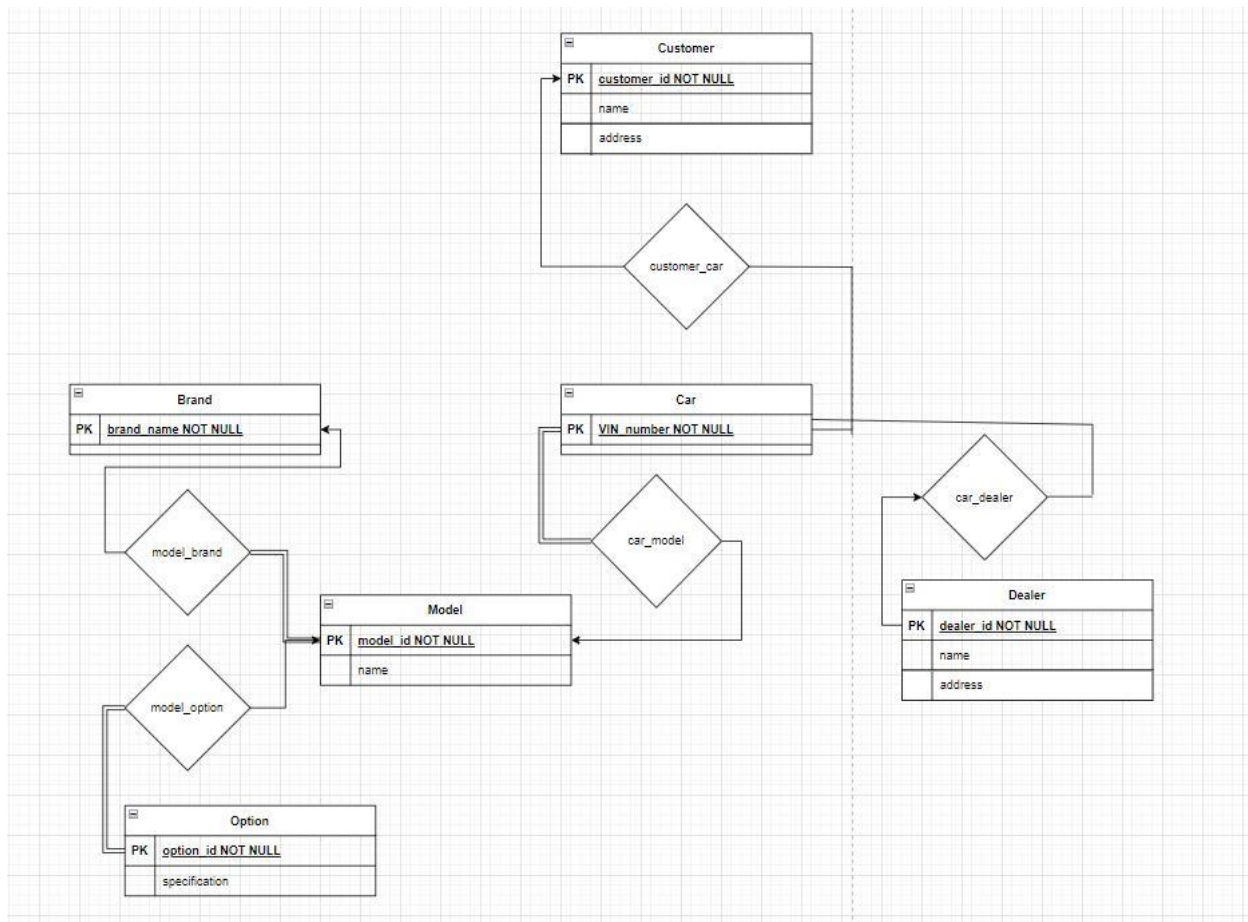 Customer
PK customer_id NOT NULL
name
address
customer_car
Brand
PK brand_name NOT NULL
Car
PK VIN_number NOT NULL
car_dealer
car_model
model_brand
Model
PK model_id NOT NULL
name
Dealer
PK dealer_id NOT NULL
name
address
model_option
Option
PK option_id NOT NULL
specification